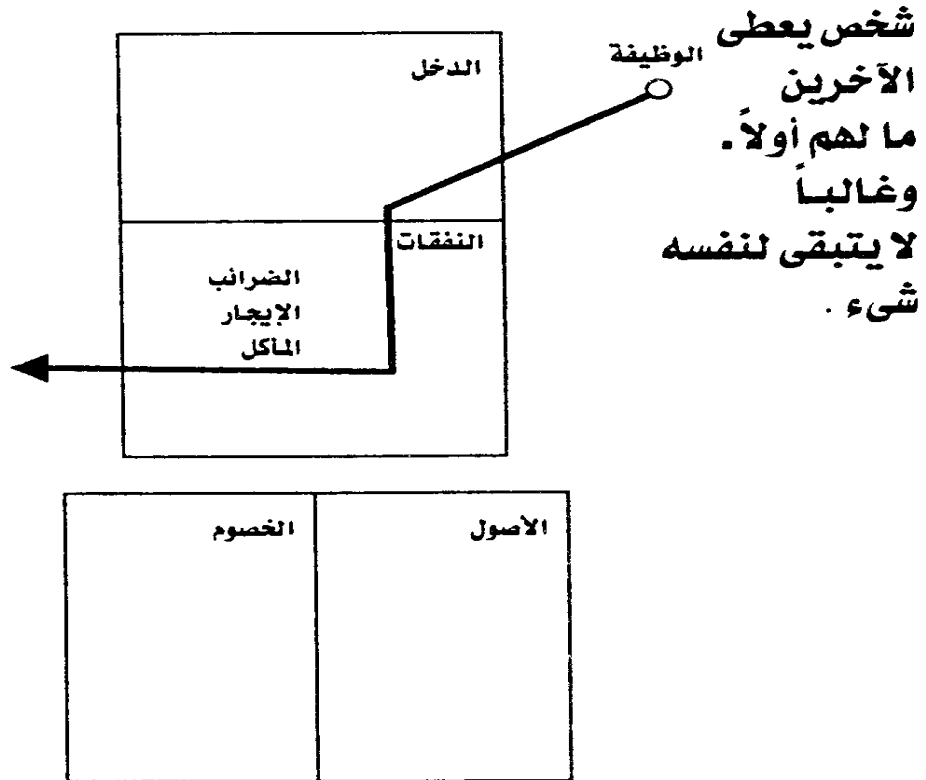 شخص يعطى
الآخرين
ما لهم أولاً.
وغالباً
لا يتبقى لنفسه
شىء .
الوظيفة
الدخل
النفقات
الضرائب
الإيجار
المأكل
الأصول
الخصوم